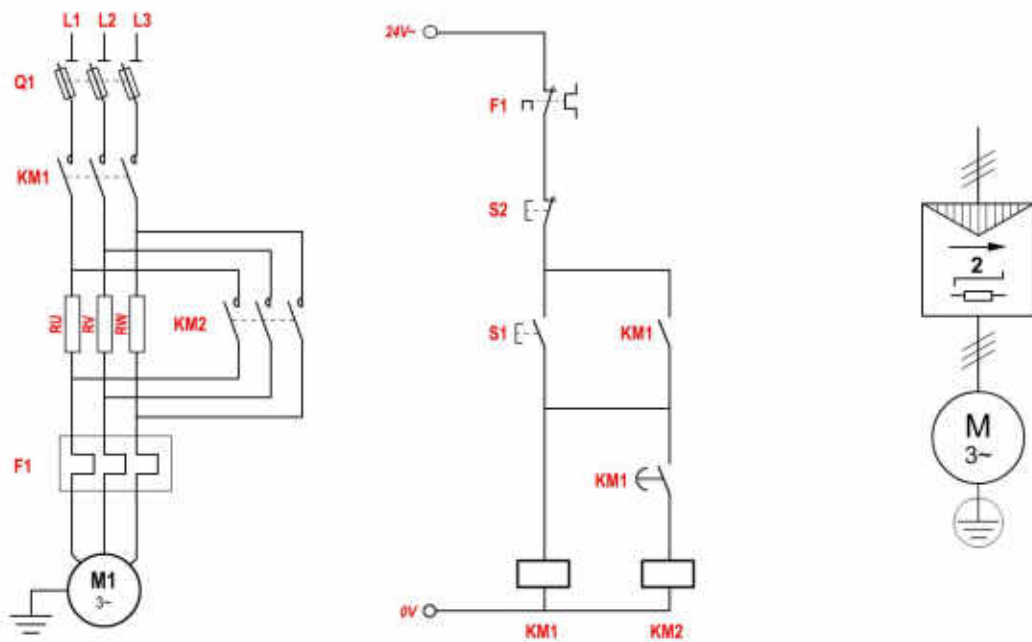 L1 L2 L3
Q1
KM1
RU RV RW
KM2
F1
M1
3~
24V~
F1
S2
S1 KM1
KM1
0V
KM1 KM2
2
M
3~